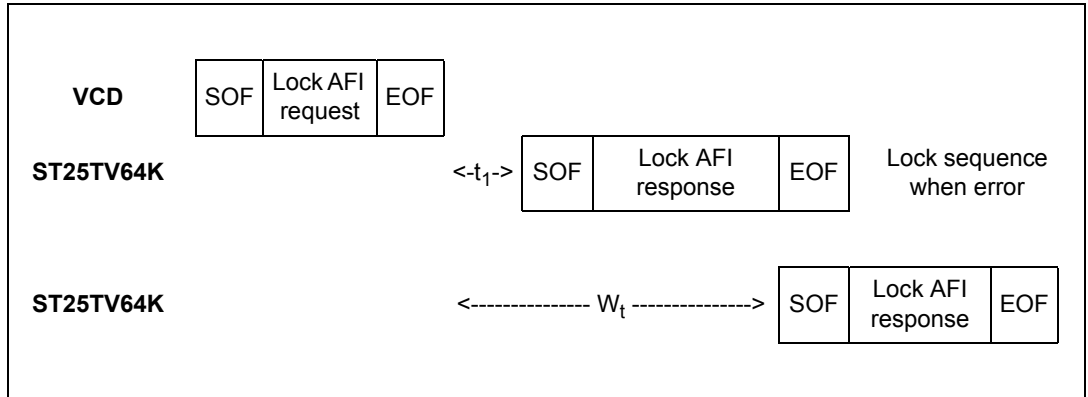 VCD SOF Lock AFI request EOF
ST25TV64K <-t₁-> SOF Lock AFI response EOF Lock sequence when error
ST25TV64K <--------------- Wₜ ---------------> SOF Lock AFI response EOF